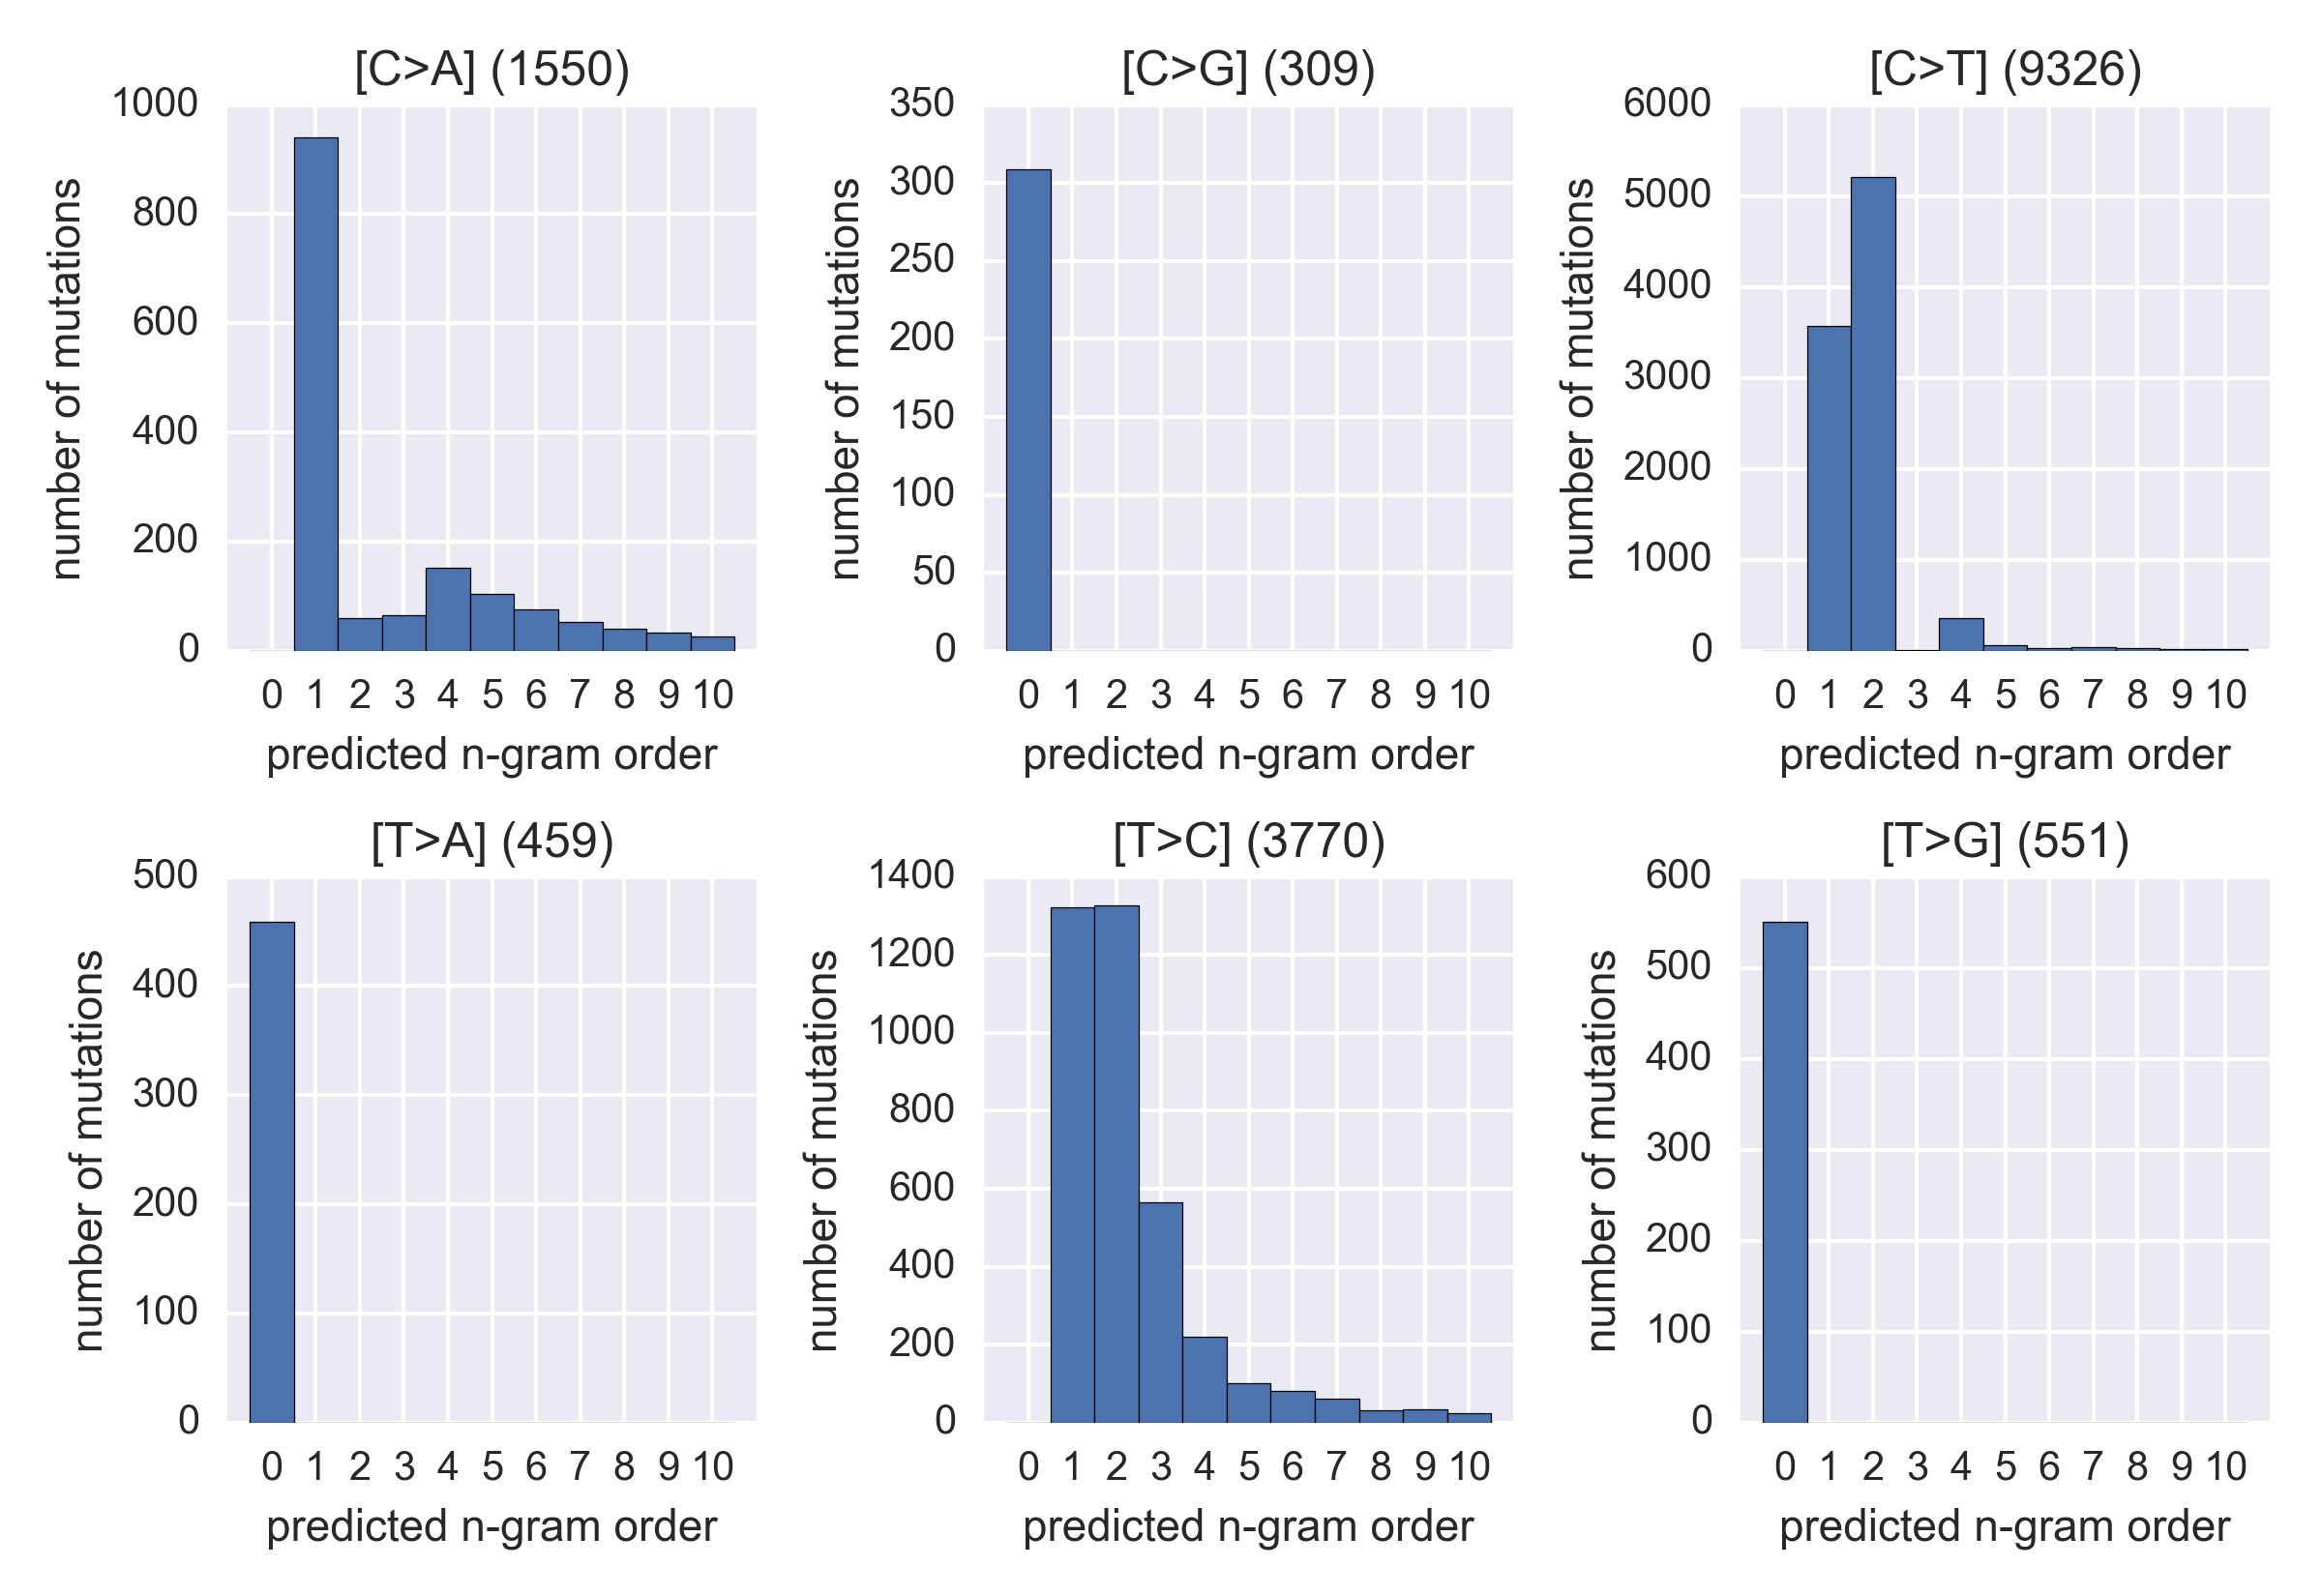 [C>A] (1550)
1000
800
600
400
200
0
number of mutations
0 1 2 3 4 5 6 7 8 9 10
predicted n-gram order
[C>G] (309)
350
300
250
200
150
100
50
0
number of mutations
0 1 2 3 4 5 6 7 8 9 10
predicted n-gram order
[C>T] (9326)
6000
5000
4000
3000
2000
1000
0
number of mutations
0 1 2 3 4 5 6 7 8 9 10
predicted n-gram order
[T>A] (459)
500
400
300
200
100
0
number of mutations
0 1 2 3 4 5 6 7 8 9 10
predicted n-gram order
[T>C] (3770)
1400
1200
1000
800
600
400
200
0
number of mutations
0 1 2 3 4 5 6 7 8 9 10
predicted n-gram order
[T>G] (551)
600
500
400
300
200
100
0
number of mutations
0 1 2 3 4 5 6 7 8 9 10
predicted n-gram order